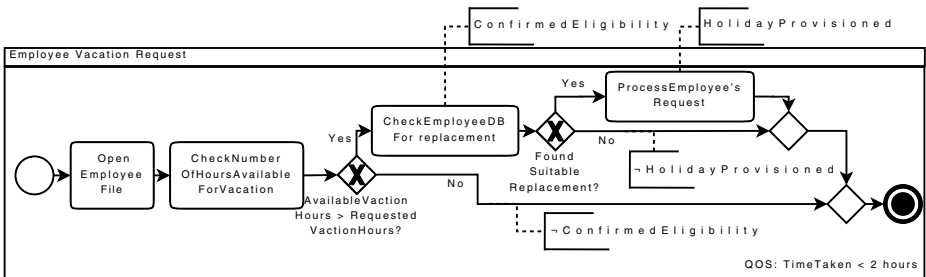 ConfirmedEligibility
HolidayProvisioned
Employee Vacation Request
Yes
ProcessEmployee's
Request
CheckEmployeeDB
For replacement
Yes
No
Open
Employee
File
CheckNumber
OfHoursAvailable
ForVacation
Found
Suitable
Replacement?
¬HolidayProvisioned
No
AvailableVaction
Hours > Requested
VactionHours?
¬ConfirmedEligibility
QOS: TimeTaken < 2 hours